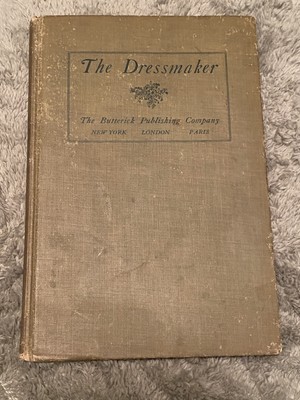 The Dressmaker
The Butterick Publishing Company
NEW YORK LONDON PARIS